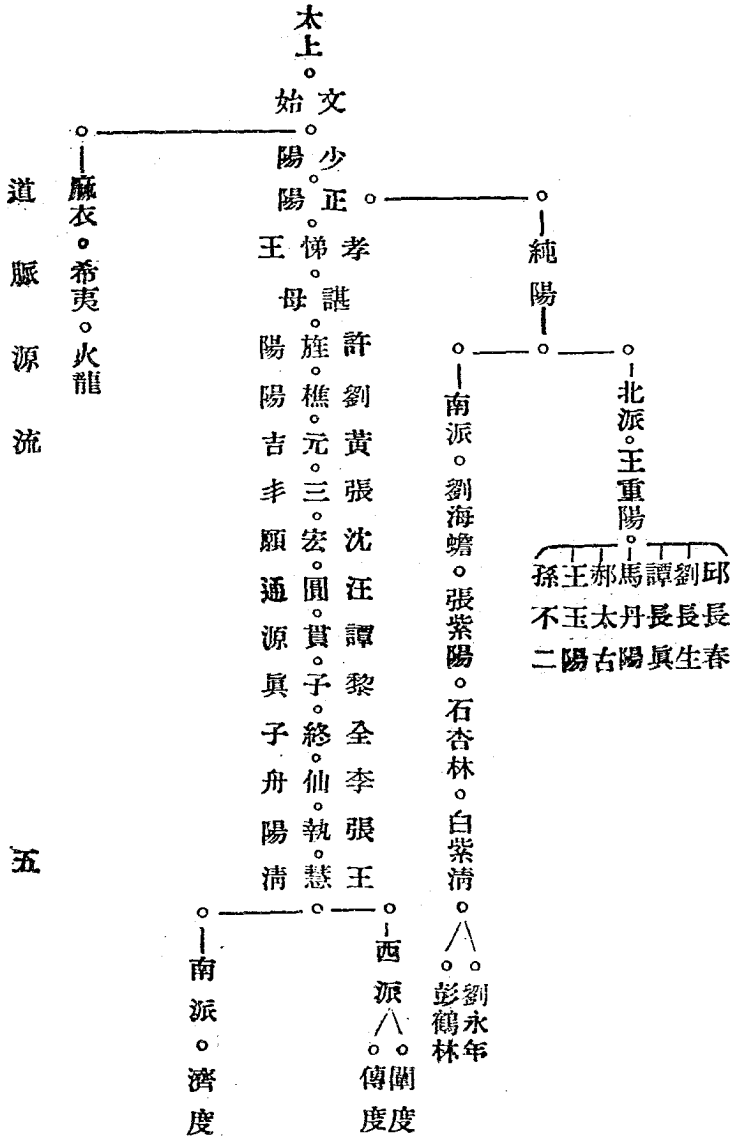 太上
文始
少陽
正陽
孝悌王
諶母
許旌陽
劉樵陽
黃元吉
張三丰
沈宏願
汪圓通
譚貫源
黎子眞
全終子
李仙舟
張執陽
王慧清
純陽
北派。王重陽
邱長春
劉長生
譚長眞
馬丹陽
郝太古
王玉陽
孫不二
南派。劉海蟾。張紫陽。石杏林。白紫清
劉永年
彭鶴林
西派
闡度
傳度
南派。濟度
麻衣。希夷。火龍
道脈源流
五